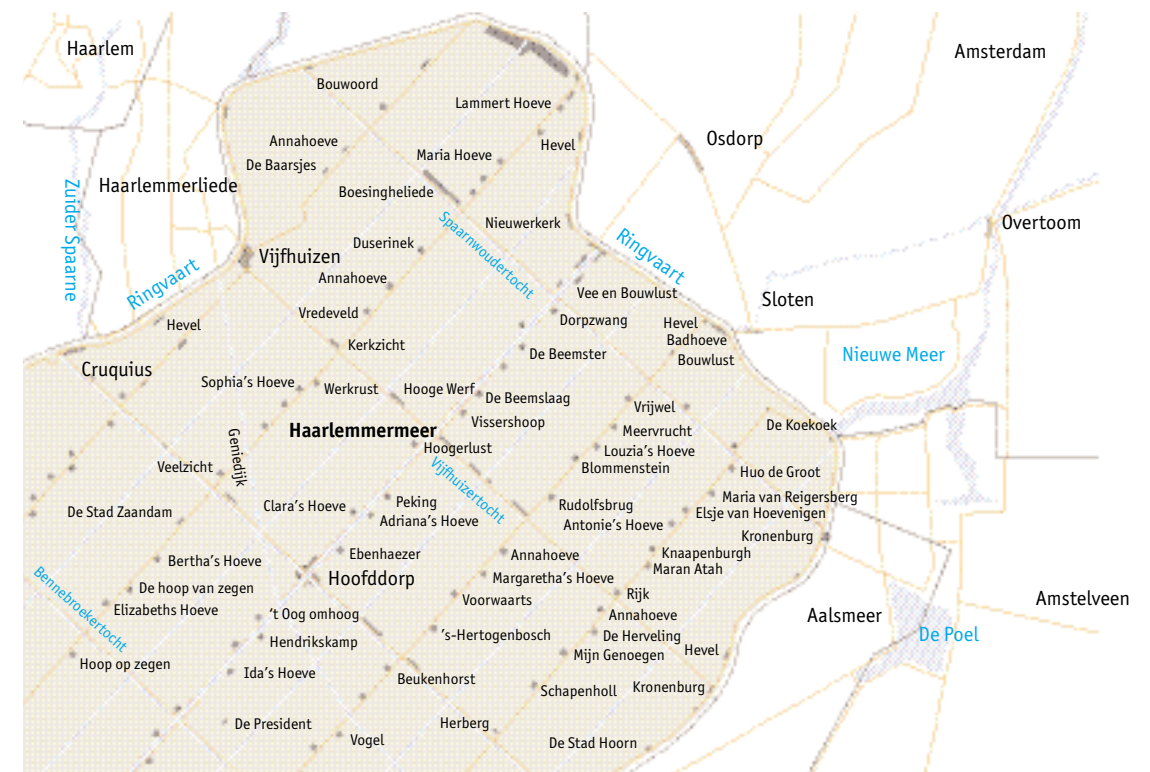 Haarlem
Amsterdam
Bouwoord
Lammert Hoeve
Osdorp
Annahoeve
Hevel
De Baarsjes
Maria Hoeve
Haarlemmerliede
Boesingheliede
Zuider Spaarne
Spaarnwoudertocht
Nieuwerkerk
Overtoom
Ringvaart
Duserinek
Vijfhuizen
Ringvaart
Annahoeve
Vee en Bouwlust
Sloten
Vredeveld
Dorpzwang
Hevel
Hevel
Badhoeve
Kerkzicht
De Beemster
Bouwlust
Nieuwe Meer
Cruquius
Sophia's Hoeve
Werkrust
Hooge Werf
De Beemslaag
Vrijwel
Vissershoop
De Koekoek
Haarlemmermeer
Meervrucht
Geniedijk
Hoogerlust
Louzia's Hoeve
Veelzicht
Vijfhuizertocht
Blommenstein
Huo de Groot
Clara's Hoeve
Peking
Rudolfsbrug
Maria van Reigersberg
De Stad Zaandam
Adriana's Hoeve
Antonie's Hoeve
Elsje van Hoevenigen
Kronenburg
Bertha's Hoeve
Ebenhaezer
Annahoeve
Knaapenburgh
Maran Atah
Bennebroekertocht
De hoop van zegen
Hoofddorp
Margaretha's Hoeve
Elizabeths Hoeve
Voorwaarts
Rijk
Amstelveen
't Oog omhoog
Annahoeve
Aalsmeer
Hendrikskamp
's-Hertogenbosch
De Herveling
De Poel
Hoop op zegen
Mijn Genoegen
Hevel
Ida's Hoeve
Beukenhorst
Schapenholl
Kronenburg
De President
Herberg
Vogel
De Stad Hoorn